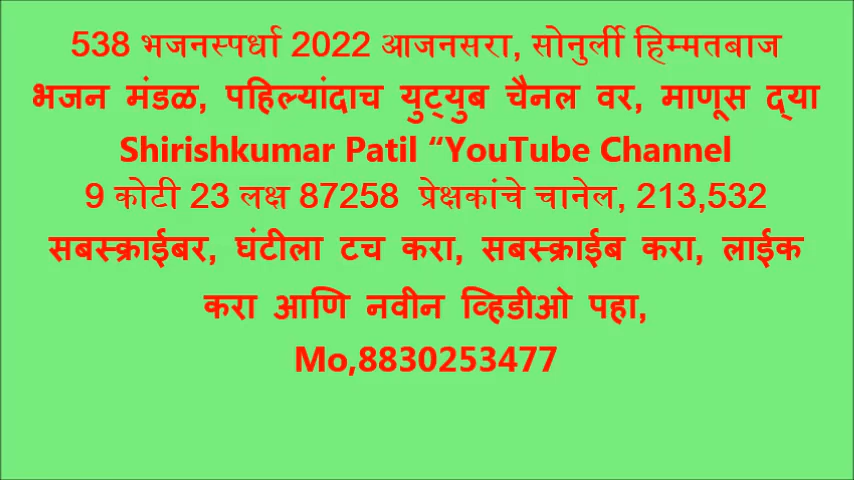 538 भजनस्पर्धा 2022 आजनसरा, सोनुर्ली हिम्मतबाज
भजन मंडळ, पहिल्यांदाच युट्युब चैनल वर, माणूस द्या
Shirishkumar Patil “YouTube Channel
9 कोटी 23 लक्ष 87258 प्रेक्षकांचे चानेल, 213,532
सबस्क्राईबर, घंटीला टच करा, सबस्क्राईब करा, लाईक
करा आणि नवीन व्हिडीओ पहा,
Mo,8830253477